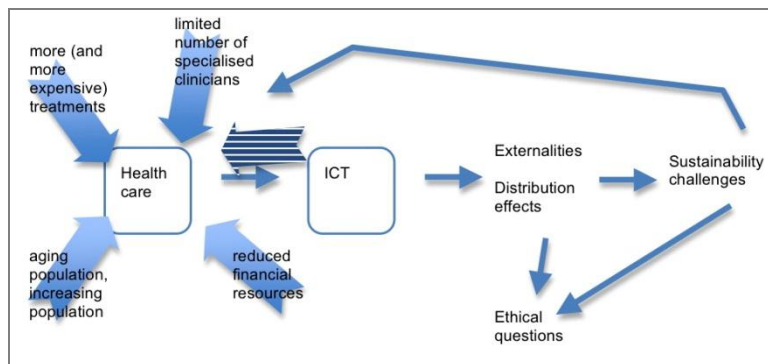 more (and
more
expensive)
treatments
limited
number of
specialised
clinicians
Health
care
ICT
Externalities
Distribution
effects
Sustainability
challenges
aging
population,
increasing
population
reduced
financial
resources
Ethical
questions